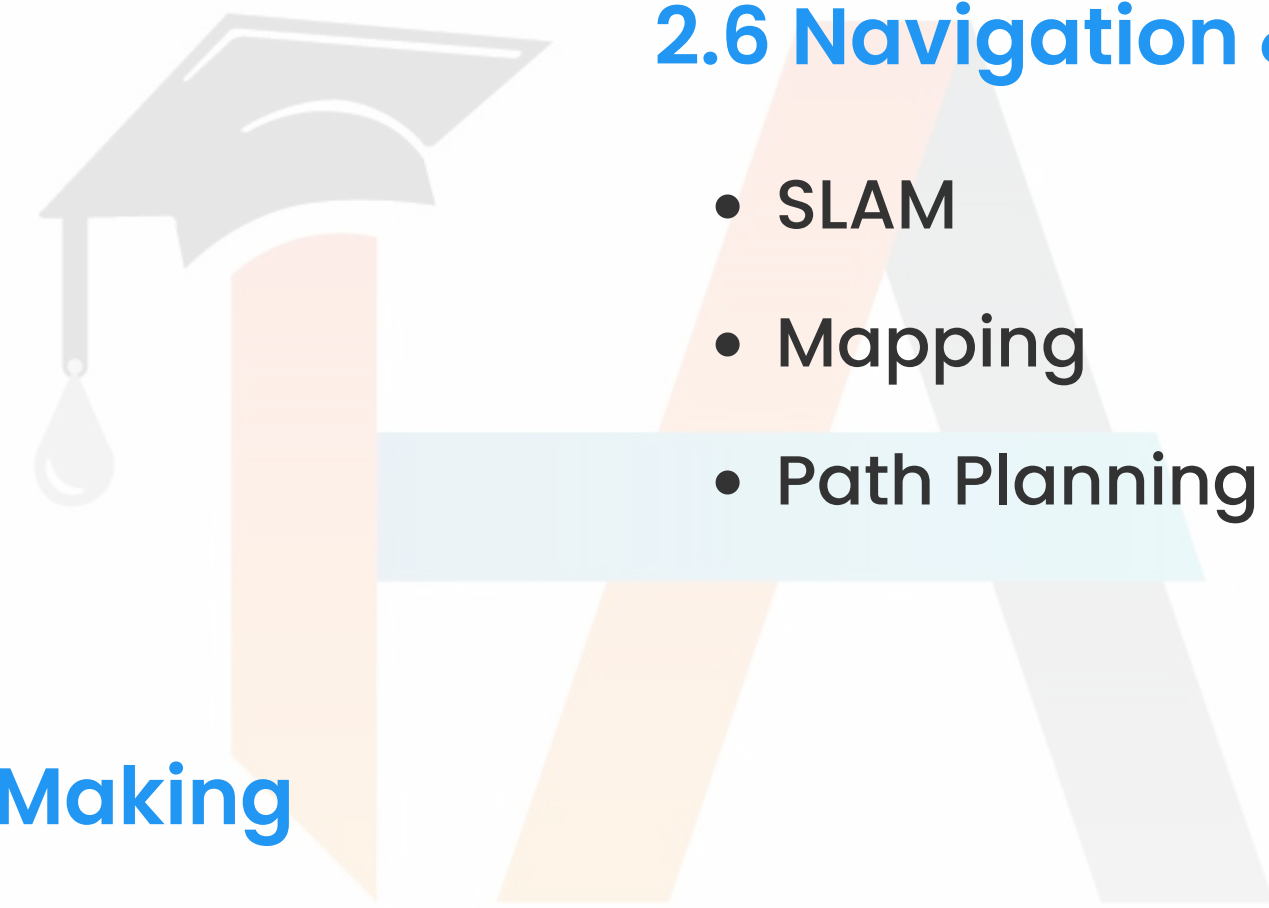 2.6 Navigation &
• SLAM
• Mapping
• Path Planning
Making